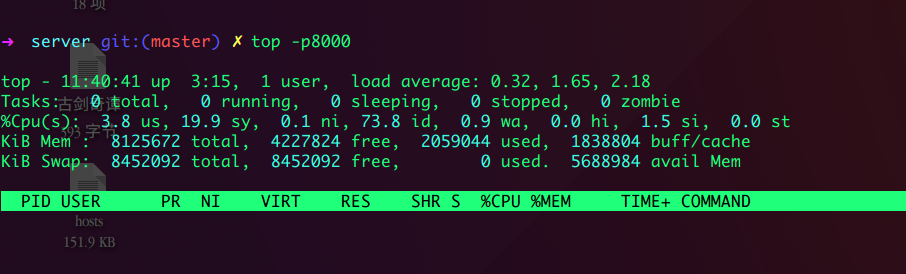 18 项
→ server git:(master) ✗ top -p8000
top - 11:40:41 up  3:15,  1 user,  load average: 0.32, 1.65, 2.18
Tasks:   0 total,   0 running,   0 sleeping,   0 stopped,   0 zombie
古剑奇谭
%Cpu(s):  3.8 us, 19.9 sy,  0.1 ni, 73.8 id,  0.9 wa,  0.0 hi,  1.5 si,  0.0 st
593 字节
KiB Mem :  8125672 total,  4227824 free,  2059044 used,  1838804 buff/cache
KiB Swap:  8452092 total,  8452092 free,        0 used.  5688984 avail Mem
  PID USER      PR  NI    VIRT    RES    SHR S  %CPU %MEM     TIME+ COMMAND
hosts
151.9 KB